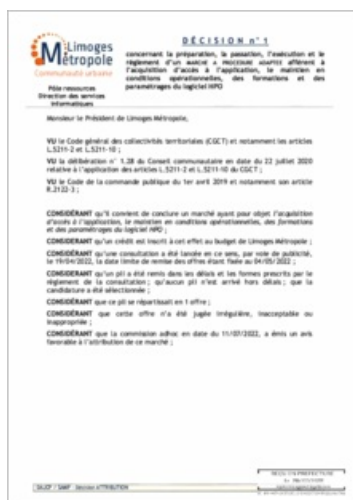 Limoges
Métropole
Communauté urbaine
Pôle ressources
Direction des services
informatiques
DÉCISION n° 1
concernant la préparation, la passation, l'exécution et le
règlement d'un MARCHÉ A PROCEDURE ADAPTEE afférent à
l'acquisition d'accès à l'application, le maintien en
conditions opérationnelles, des formations et des
paramétrages du logiciel HPO
Monsieur le Président de Limoges Métropole,
VU le Code général des collectivités territoriales (CGCT) et notamment les articles
L.5211-2 et L.5211-10 ;
VU la délibération n° 1.28 du Conseil communautaire en date du 22 juillet 2020
relative à l'application des articles L.5211-2 et L.5211-10 du CGCT ;
VU le Code de la commande publique du 1er avril 2019 et notamment son article
R.2122-3 ;
CONSIDÉRANT qu'il convient de conclure un marché ayant pour objet l'acquisition
d'accès à l'application, le maintien en conditions opérationnelles, des formations
et des paramétrages du logiciel HPO ;
CONSIDÉRANT qu'un crédit est inscrit à cet effet au budget de Limoges Métropole ;
CONSIDÉRANT qu'une consultation a été lancée en ce sens, par voie de publicité,
le 19/04/2022, la date limite de remise des offres étant fixée au 04/05/2022 ;
CONSIDÉRANT qu'un pli a été remis dans les délais et les formes prescrits par le
règlement de la consultation ; qu'aucun pli n'est arrivé hors délais ; que la
candidature a été sélectionnée ;
CONSIDÉRANT que ce pli se répartissait en 1 offre ;
CONSIDÉRANT que cette offre n'a été jugée irrégulière, inacceptable ou
inappropriée ;
CONSIDÉRANT que la commission adhoc en date du 11/07/2022, a émis un avis
favorable à l'attribution de ce marché ;
DAJCP / SAMP Décision d'ATTRIBUTION